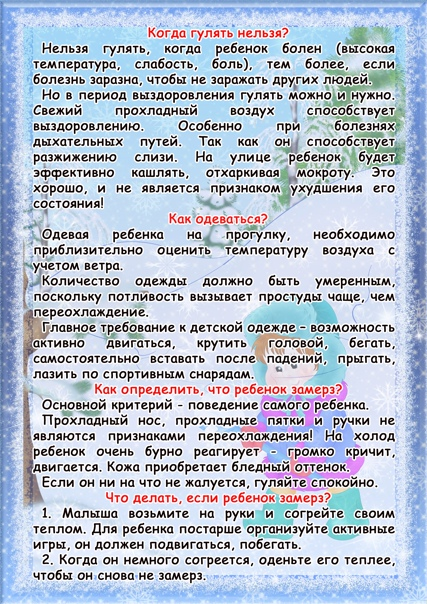 Когда гулять нельзя?
Нельзя гулять, когда ребенок болен (высокая
температура, слабость, боль), тем более, если
болезнь заразна, чтобы не заражать других людей.
Но в период выздоровления гулять можно и нужно.
Свежий прохладный воздух способствует
выздоровлению. Особенно при болезнях
дыхательных путей. Так как он способствует
разжижению слизи. На улице ребенок будет
эффективно кашлять, отхаркивая мокроту. Это
хорошо, и не является признаком ухудшения его
состояния!
Как одеваться?
Одевая ребенка на прогулку, необходимо
приблизительно оценить температуру воздуха с
учетом ветра.
Количество одежды должно быть умеренным,
поскольку потливость вызывает простуды чаще, чем
переохлаждение.
Главное требование к детской одежде – возможность
активно двигаться, крутить головой, бегать,
самостоятельно вставать после падений, прыгать,
лазить по спортивным снарядам.
Как определить, что ребенок замерз?
Основной критерий - поведение самого ребенка.
Прохладный нос, прохладные пятки и ручки не
являются признаками переохлаждения! На холод
ребенок очень бурно реагирует - громко кричит,
двигается. Кожа приобретает бледный оттенок.
Если он ни на что не жалуется, гуляйте спокойно.
Что делать, если ребенок замерз?
1. Малыша возьмите на руки и согрейте своим
теплом. Для ребенка постарше организуйте активные
игры, он должен подвигаться, побегать.
2. Когда он немного согреется, оденьте его теплее,
чтобы он снова не замерз.